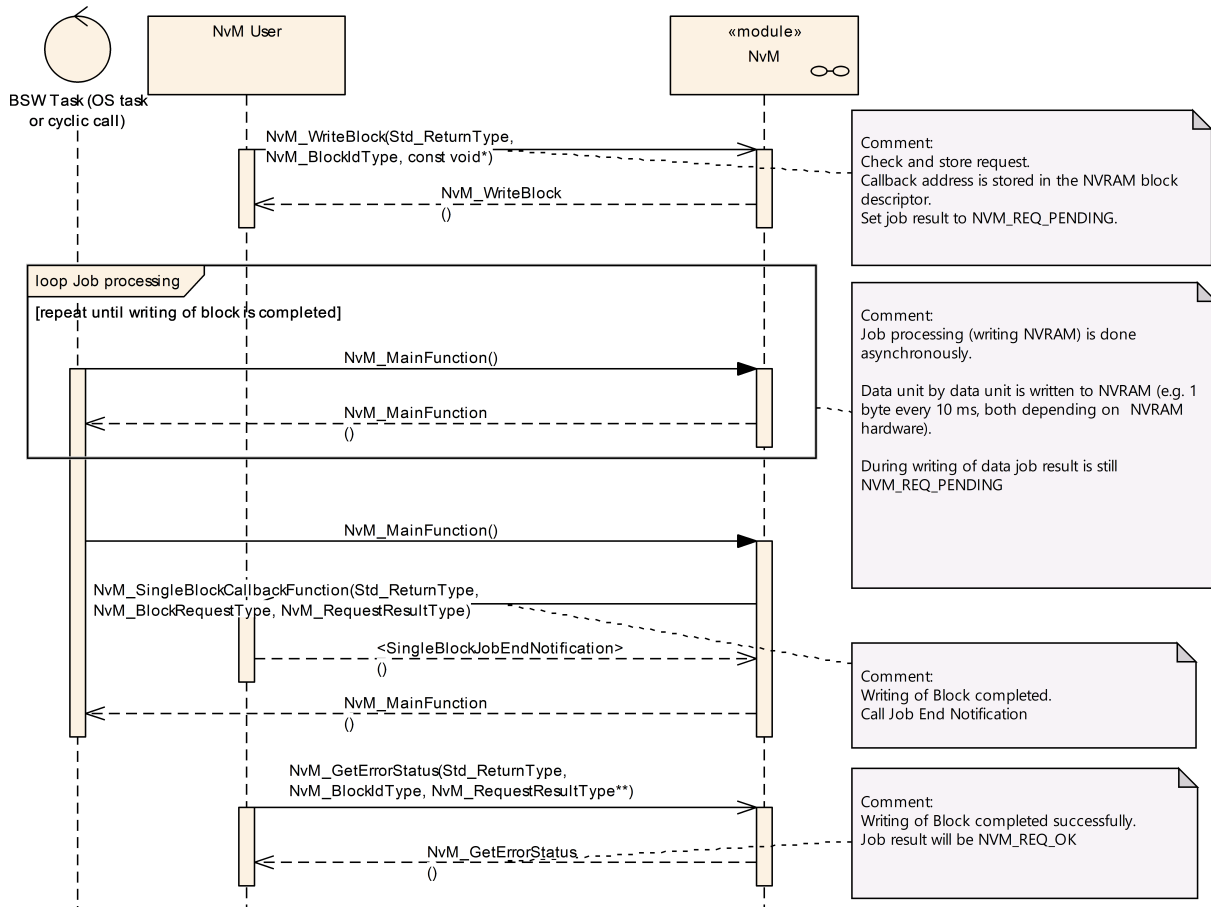 NvM User
«module»
NvM
BSW Task (OS task
or cyclic call)
NvM_WriteBlock(Std_ReturnType,
NvM_BlockIdType, const void*)
Comment:
Check and store request.
Callback address is stored in the NVRAM block
descriptor.
Set job result to NVM_REQ_PENDING.
NvM_WriteBlock
()
loop Job processing
[repeat until writing of block is completed]
Comment:
Job processing (writing NVRAM) is done
asynchronously.
Data unit by data unit is written to NVRAM (e.g. 1
byte every 10 ms, both depending on  NVRAM
hardware).
During writing of data job result is still
NVM_REQ_PENDING
NvM_MainFunction()
NvM_MainFunction
()
NvM_MainFunction()
NvM_SingleBlockCallbackFunction(Std_ReturnType,
NvM_BlockRequestType, NvM_RequestResultType)
<SingleBlockJobEndNotification>
()
Comment:
Writing of Block completed.
Call Job End Notification
NvM_MainFunction
()
NvM_GetErrorStatus(Std_ReturnType,
NvM_BlockIdType, NvM_RequestResultType**)
Comment:
Writing of Block completed successfully.
Job result will be NVM_REQ_OK
NvM_GetErrorStatus
()